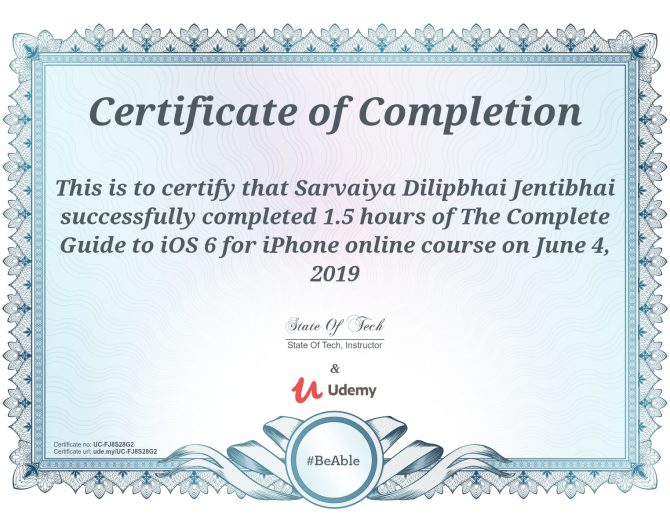 Certificate of Completion
This is to certify that Sarvaiya Dilipbhai Jentibhai
successfully completed 1.5 hours of The Complete
Guide to iOS 6 for iPhone online course on June 4,
2019
State Of Tech
State Of Tech, Instructor
&
Udemy
Certificate no: UC-FJ8S28G2
Certificate url: ude.my/UC-FJ8S28G2
#BeAble